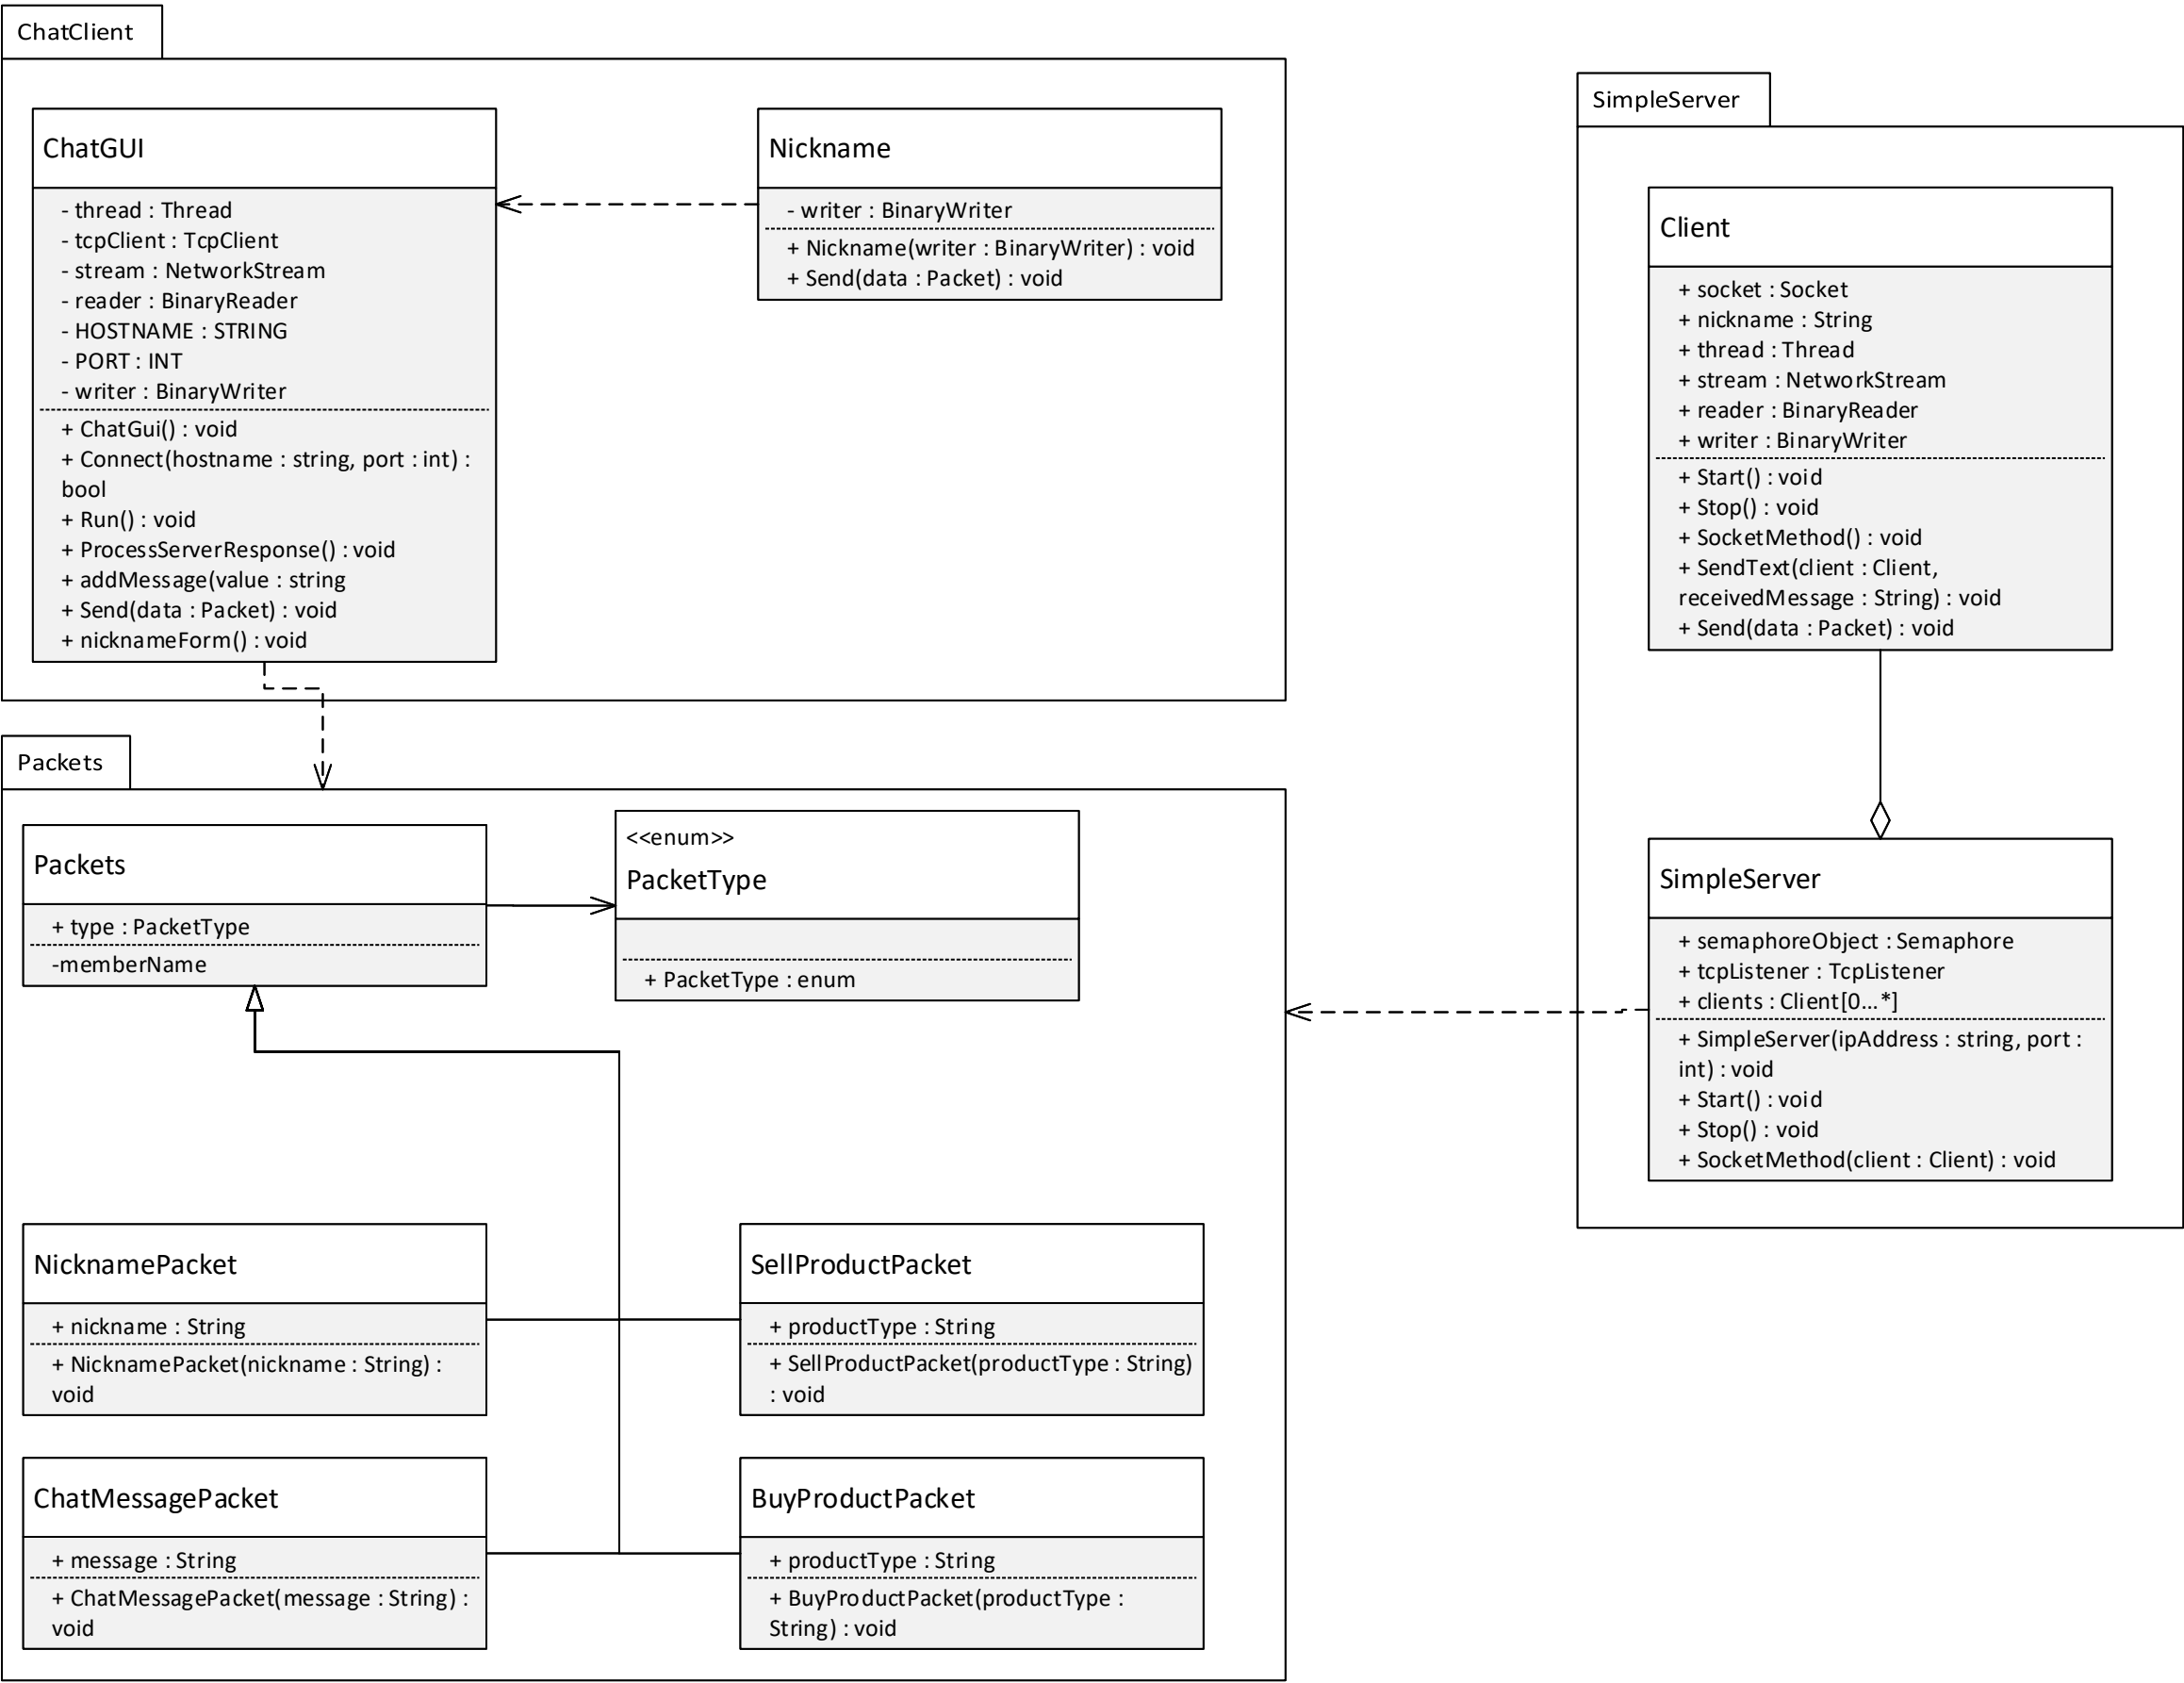 ChatClient
ChatGUI
- thread : Thread
- tcpClient : TcpClient
- stream : NetworkStream
- reader : BinaryReader
- HOSTNAME : STRING
- PORT : INT
- writer : BinaryWriter
+ ChatGui() : void
+ Connect(hostname : string, port : int) :
bool
+ Run() : void
+ ProcessServerResponse() : void
+ addMessage(value : string
+ Send(data : Packet) : void
+ nicknameForm() : void
Nickname
- writer : BinaryWriter
+ Nickname(writer : BinaryWriter) : void
+ Send(data : Packet) : void
SimpleServer
Client
+ socket : Socket
+ nickname : String
+ thread : Thread
+ stream : NetworkStream
+ reader : BinaryReader
+ writer : BinaryWriter
+ Start() : void
+ Stop() : void
+ SocketMethod() : void
+ SendText(client : Client,
receivedMessage : String) : void
+ Send(data : Packet) : void
SimpleServer
+ semaphoreObject : Semaphore
+ tcpListener : TcpListener
+ clients : Client[0...*]
+ SimpleServer(ipAddress : string, port :
int) : void
+ Start() : void
+ Stop() : void
+ SocketMethod(client : Client) : void
Packets
Packets
+ type : PacketType
-memberName
<<enum>>
PacketType
+ PacketType : enum
NicknamePacket
+ nickname : String
+ NicknamePacket(nickname : String) :
void
SellProductPacket
+ productType : String
+ SellProductPacket(productType : String)
: void
ChatMessagePacket
+ message : String
+ ChatMessagePacket(message : String) :
void
BuyProductPacket
+ productType : String
+ BuyProductPacket(productType :
String) : void